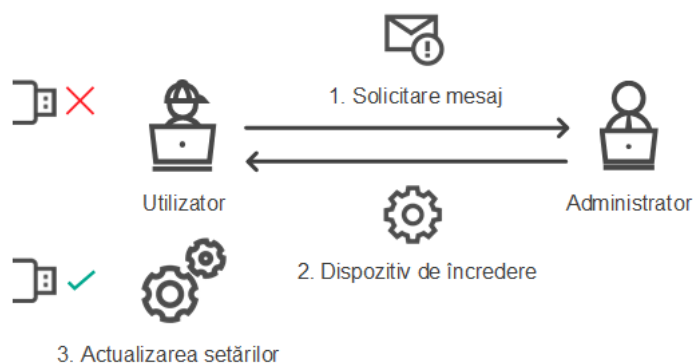 1. Solicitare mesaj
Utilizator
Administrator
2. Dispozitiv de încredere
3. Actualizarea setărilor